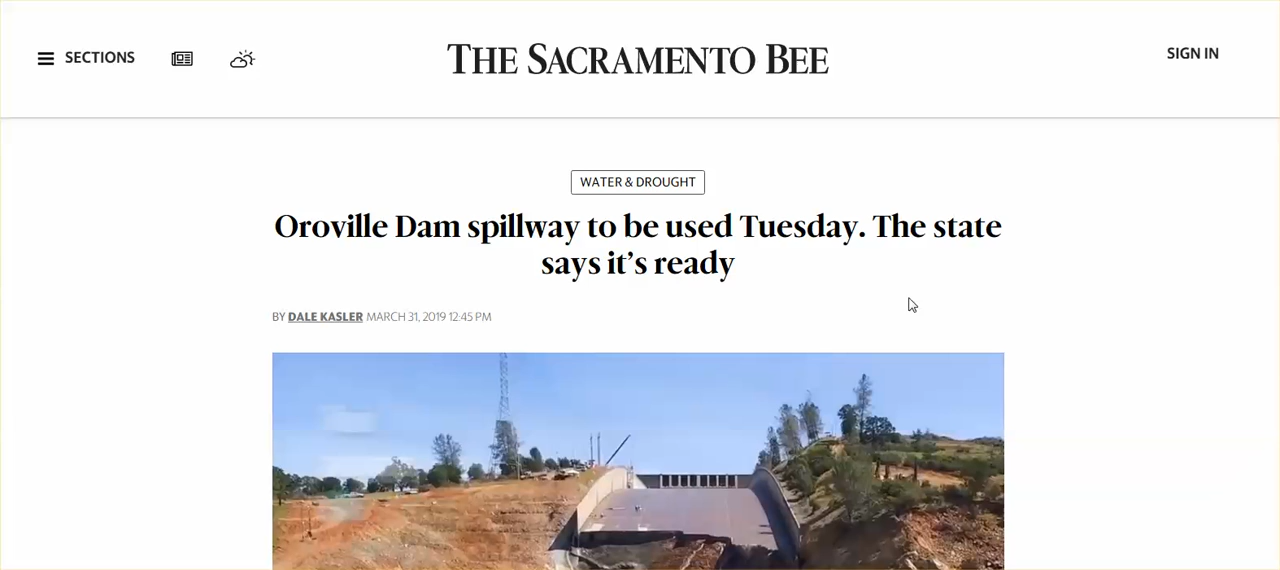 SECTIONS
THE SACRAMENTO BEE
SIGN IN
WATER & DROUGHT
Oroville Dam spillway to be used Tuesday. The state
says it’s ready
BY DALE KASLER MARCH 31, 2019 12:45 PM